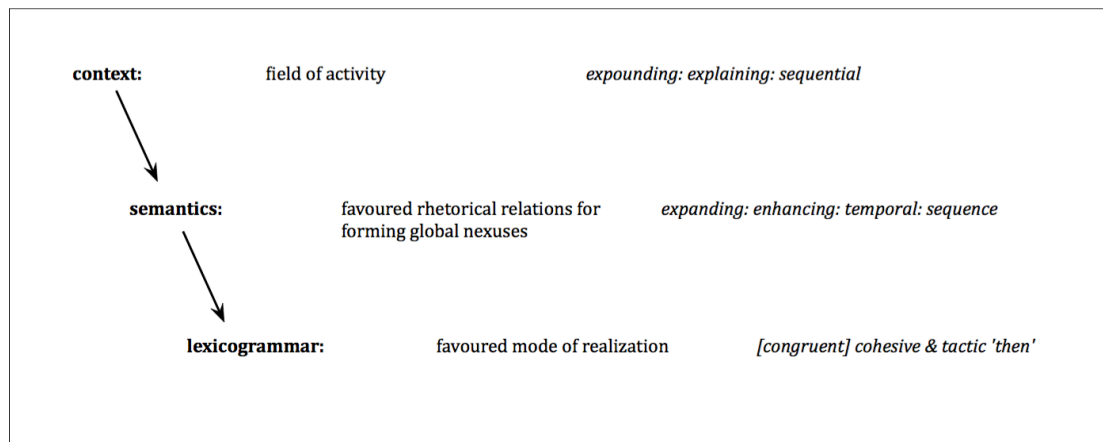 context: field of activity expounding: explaining: sequential
semantics: favoured rhetorical relations for expanding: enhancing: temporal: sequence
forming global nexuses
lexicogrammar: favoured mode of realization [congruent] cohesive & tactic 'then'